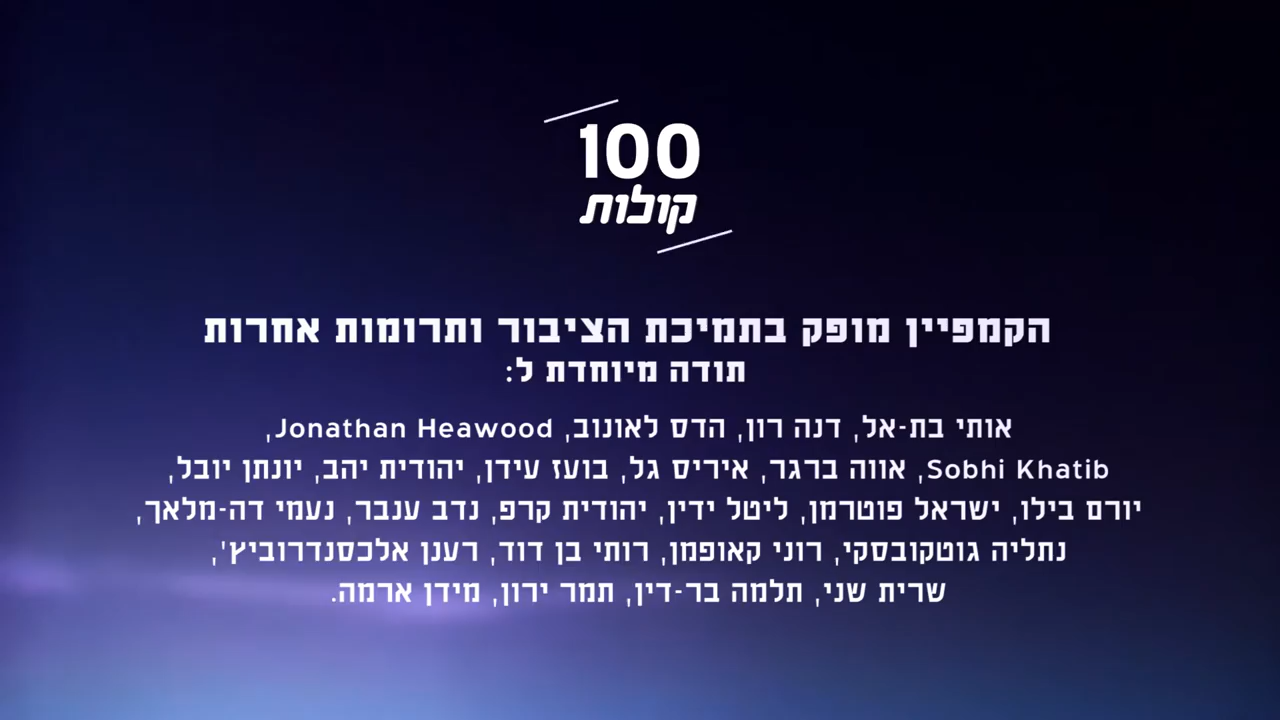 100
קולות
הקמפיין מופק בתמיכת הציבור ותרומות אחרות
תודה מיוחדת ל:
אותי בת-אל, דנה רון, הדס לאונוב, Jonathan Heawood,
Sobhi Khatib, אווה ברגר, איריס גל, בועז עידן, יהודית יהב, יונתן יובל,
יורם בילו, ישראל פוטרמן, ליטל ידין, יהודית קרפ, נדב ענבר, נעמי דה-מלאך,
נתליה גוטקובסקי, רוני קאופמן, רותי בן דוד, רענן אלכסנדרוביץ',
שרית שני, תלמה בר-דין, תמר ירון, מידן ארמה.